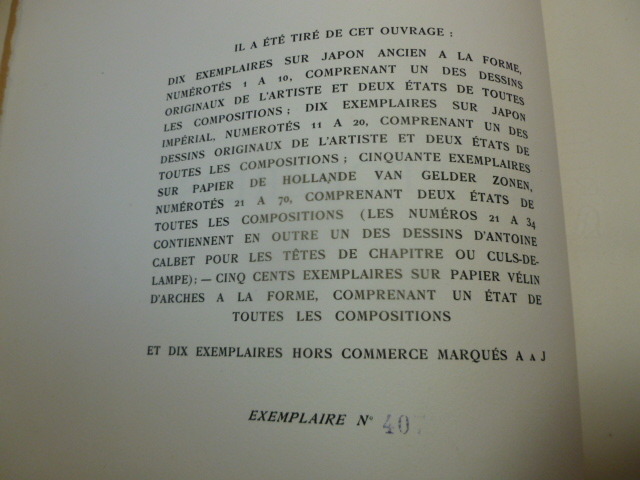 IL A ÉTÉ TIRÉ DE CET OUVRAGE :
DIX EXEMPLAIRES SUR JAPON ANCIEN A LA FORME,
NUMÉROTÉS 1 A 10, COMPRENANT UN DES DESSINS
ORIGINAUX DE L'ARTISTE ET DEUX ÉTATS DE TOUTES
LES COMPOSITIONS ; DIX EXEMPLAIRES SUR JAPON
IMPÉRIAL, NUMEROTÉS 11 A 20, COMPRENANT UN DES
DESSINS ORIGINAUX DE L'ARTISTE ET DEUX ÉTATS DE
TOUTES LES COMPOSITIONS ; CINQUANTE EXEMPLAIRES
SUR PAPIER DE HOLLANDE VAN GELDER ZONEN,
NUMÉROTÉS 21 A 70, COMPRENANT DEUX ÉTATS DE
TOUTES LES COMPOSITIONS (LES NUMÉROS 21 A 34
CONTIENNENT EN OUTRE UN DES DESSINS D'ANTOINE
CALBET POUR LES TÊTES DE CHAPITRE OU CULS-DE-
LAMPE); — CINQ CENTS EXEMPLAIRES SUR PAPIER VÉLIN
D'ARCHES A LA FORME, COMPRENANT UN ÉTAT DE
TOUTES LES COMPOSITIONS
ET DIX EXEMPLAIRES HORS COMMERCE MARQUÉS A A J
EXEMPLAIRE N° 407